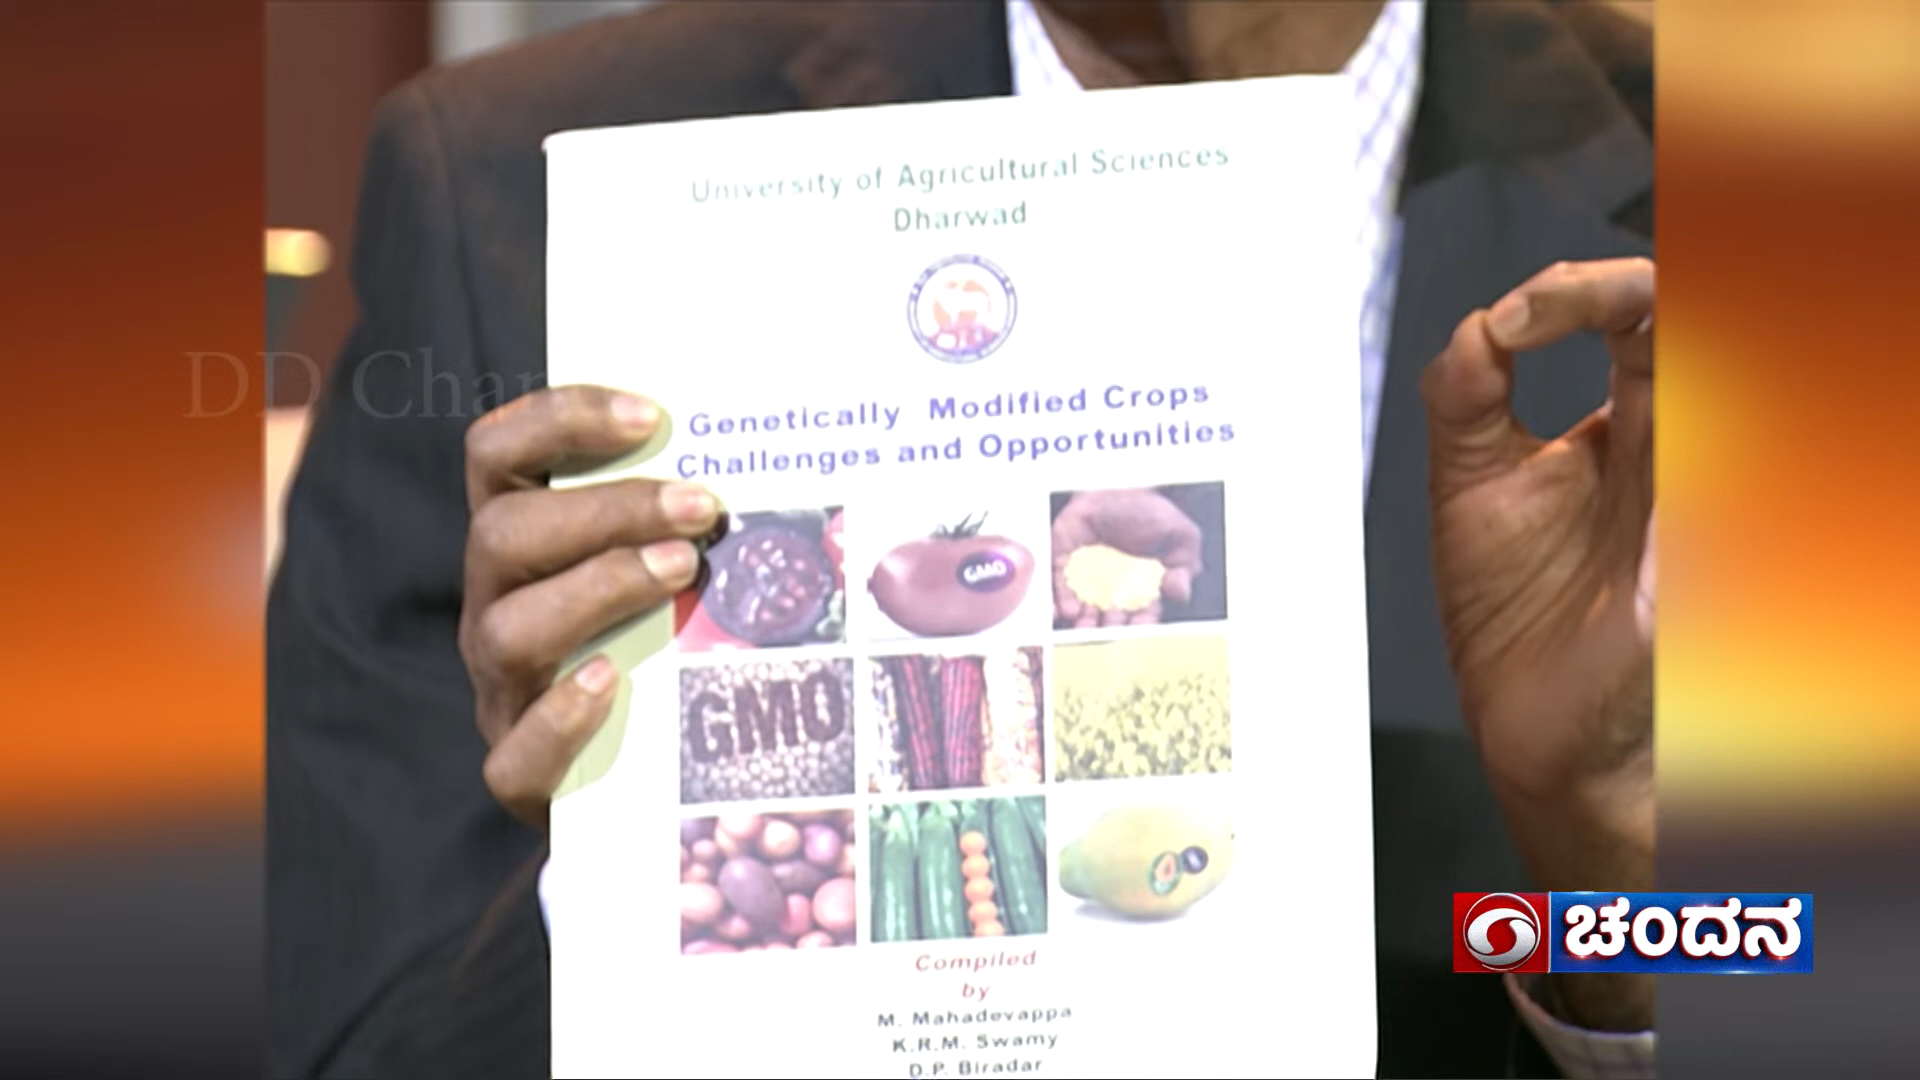 University of Agricultural Sciences
Dharwad
DD Chan
Genetically Modified Crops
Challenges and Opportunities
GMO
GMO
Compiled
by
M. Mahadevappa
K.R.M. Swamy
D.P. Biradar
ಚಂದನ